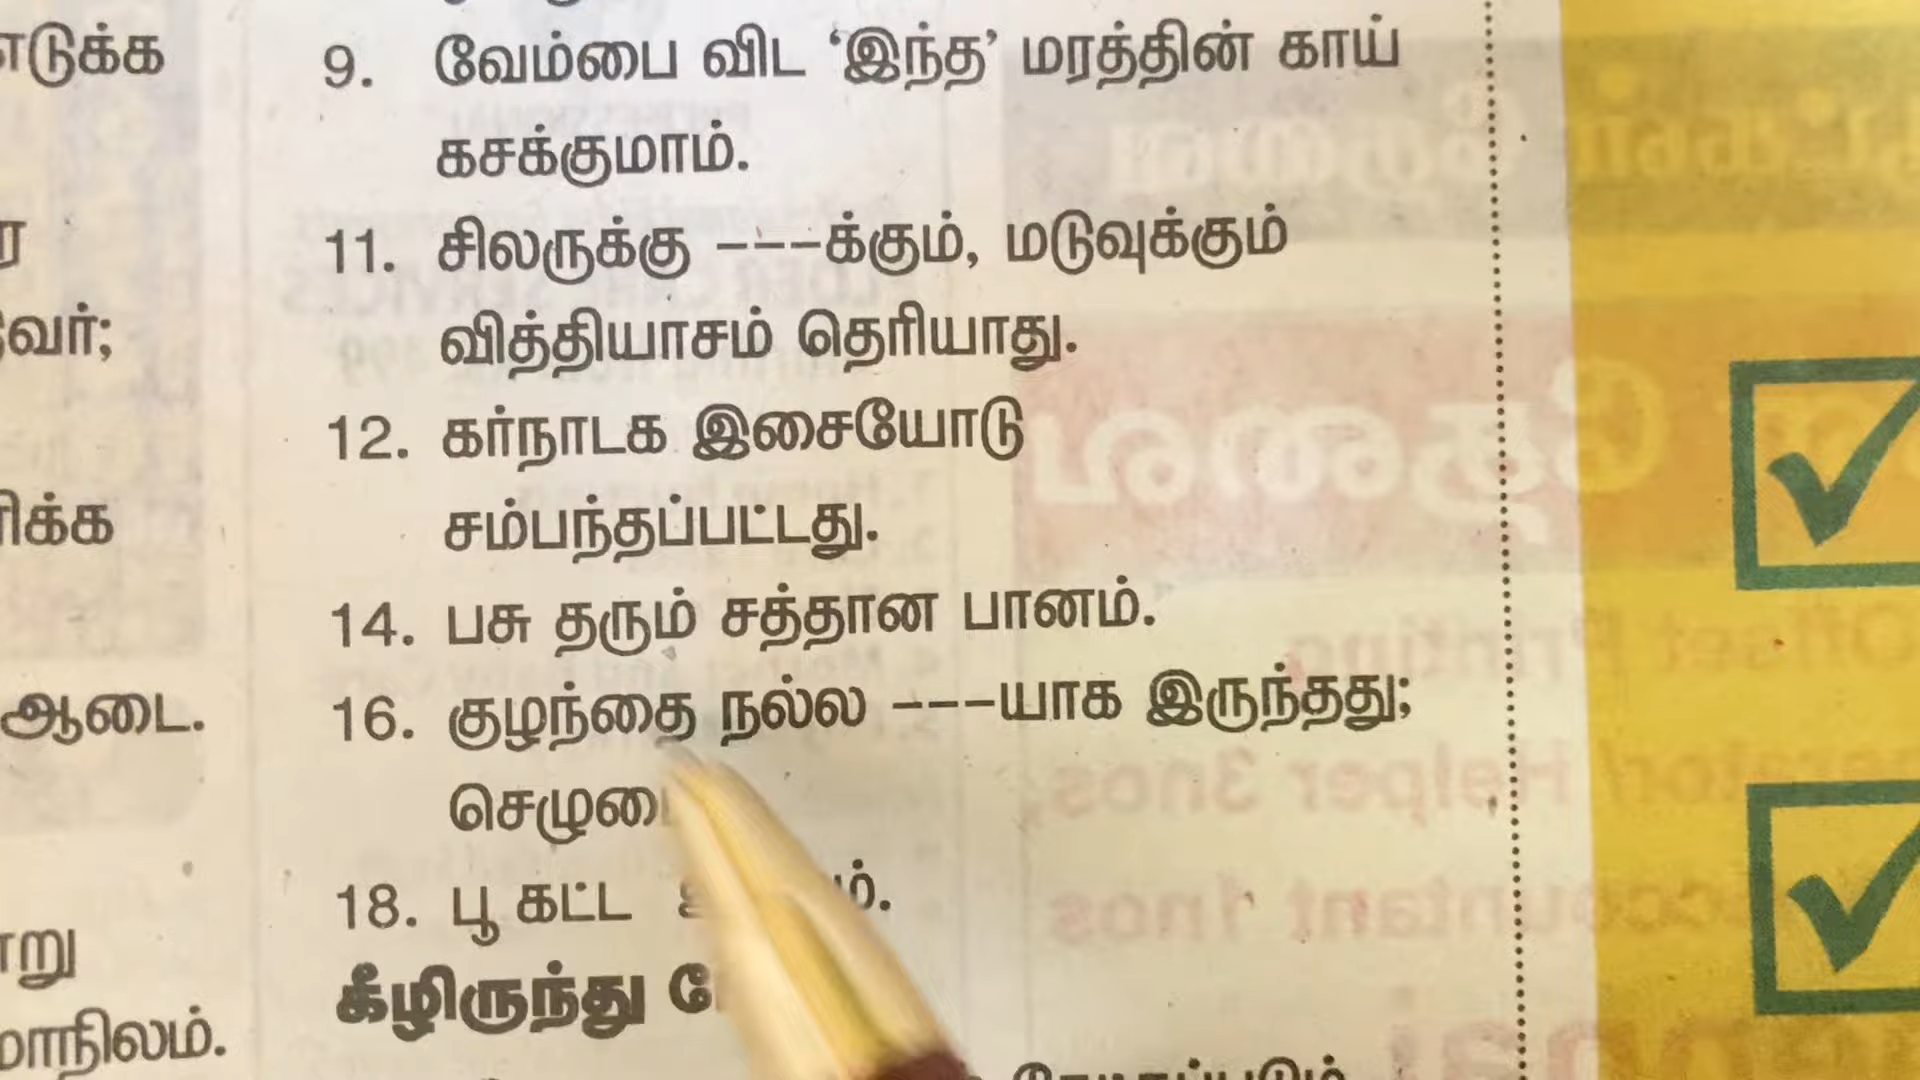 ஆடை.
மாநிலம்.
9. வேம்பை விட ‘இந்த’ மரத்தின் காய்
கசக்குமாம்.
11. சிலருக்கு ---க்கும், மடுவுக்கும்
வித்தியாசம் தெரியாது.
12. கர்நாடக இசையோடு
சம்பந்தப்பட்டது.
14. பசு தரும் சத்தான பானம்.
16. குழந்தை நல்ல ---யாக இருந்தது;
18. பூ கட்ட
கீழிருந்து